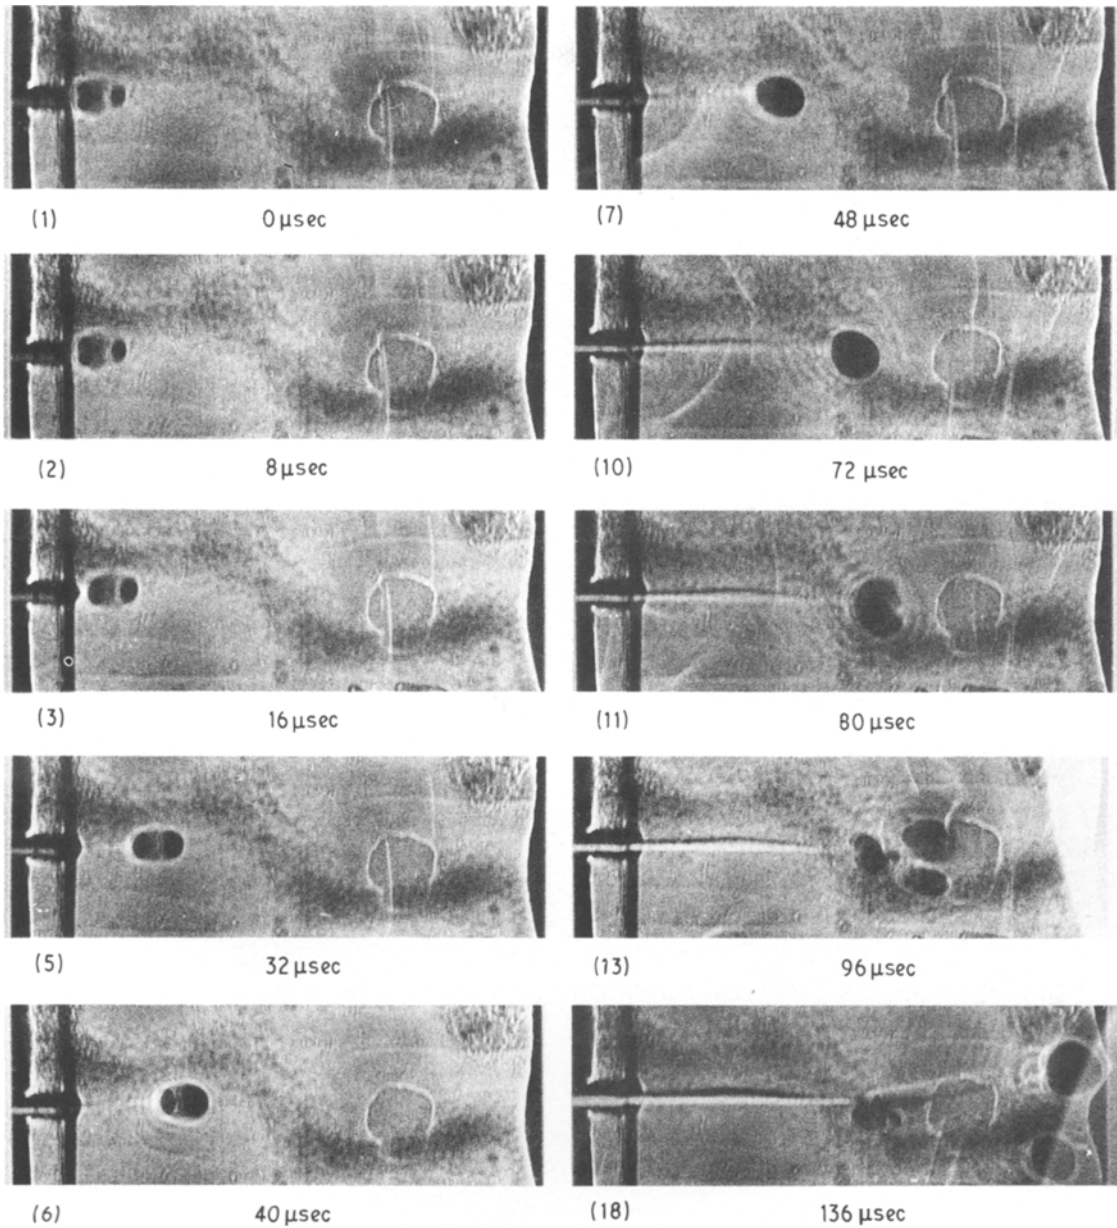 (1) 0 μsec
(7) 48 μsec
(2) 8 μsec
(10) 72 μsec
(3) 16 μsec
(11) 80 μsec
(5) 32 μsec
(13) 96 μsec
(6) 40 μsec
(18) 136 μsec